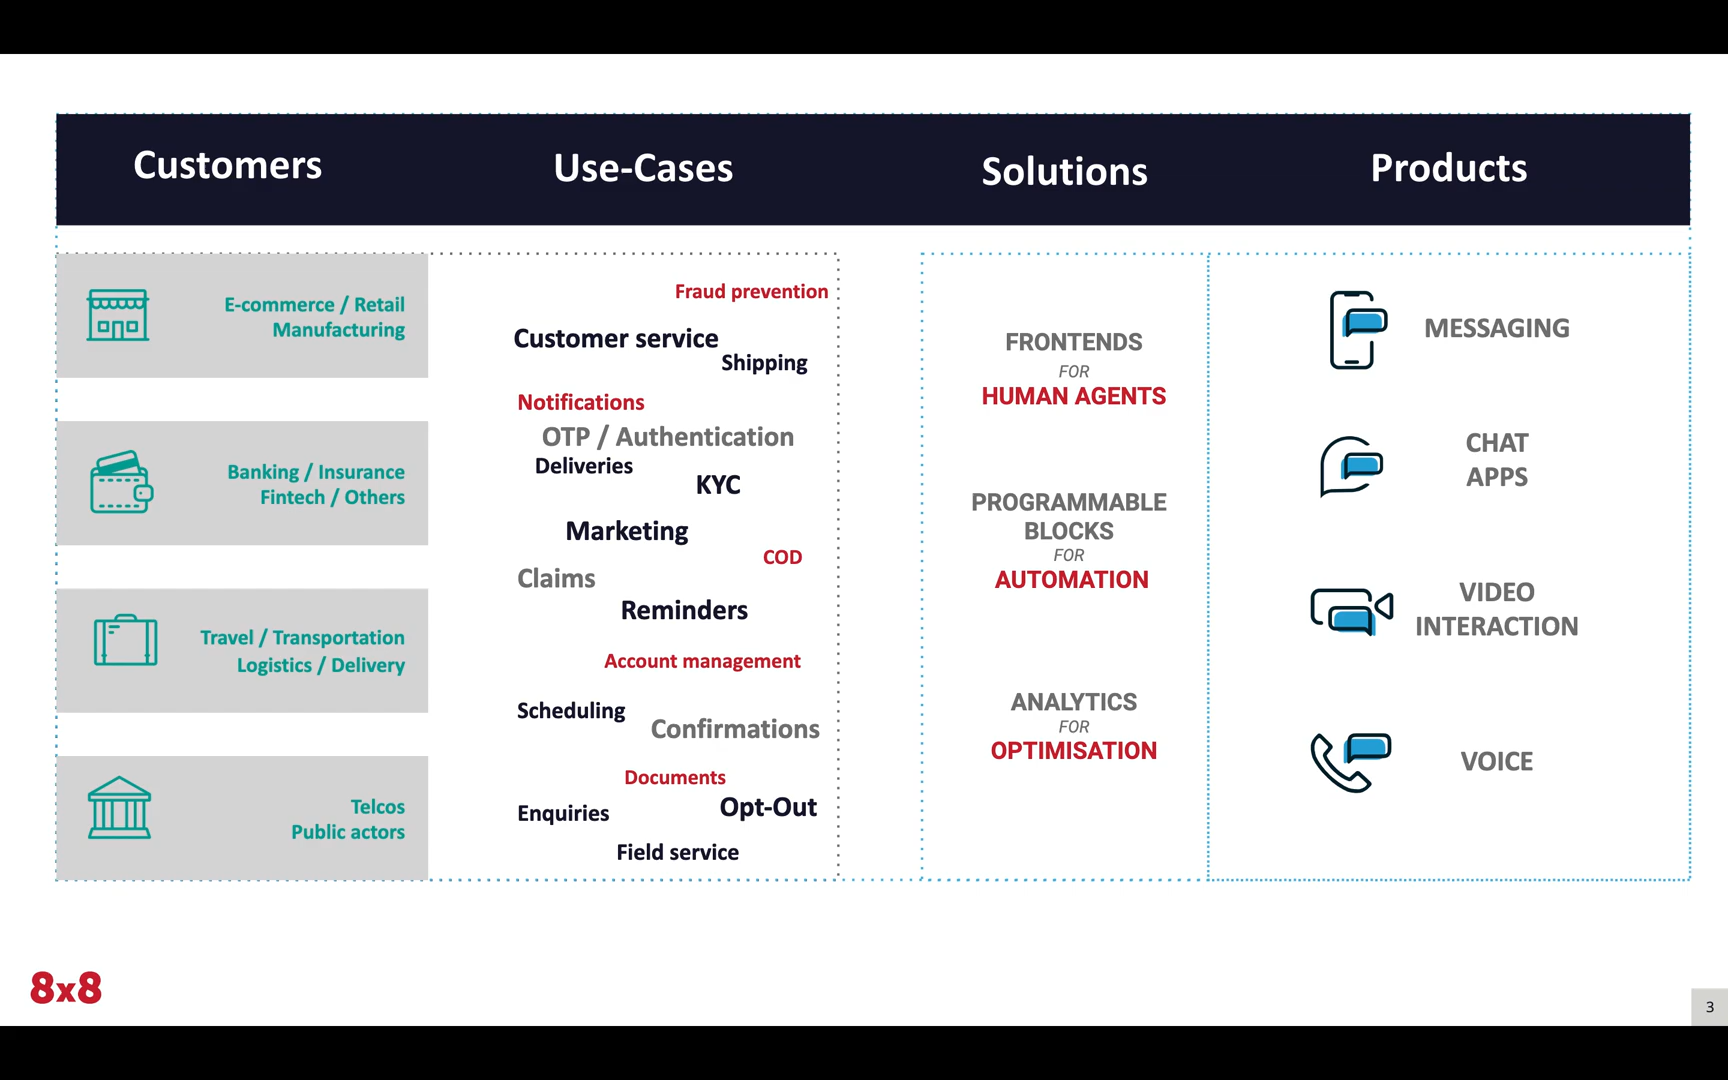 Customers
Use-Cases
Solutions
Products
E-commerce / Retail
Manufacturing
Banking / Insurance
Fintech / Others
Travel / Transportation
Logistics / Delivery
Telcos
Public actors
Fraud prevention
Customer service
Shipping
Notifications
OTP / Authentication
Deliveries
KYC
Marketing
COD
Claims
Reminders
Account management
Scheduling
Confirmations
Documents
Opt-Out
Enquiries
Field service
FRONTENDS
FOR
HUMAN AGENTS
PROGRAMMABLE
BLOCKS
FOR
AUTOMATION
ANALYTICS
FOR
OPTIMISATION
MESSAGING
CHAT
APPS
VIDEO
INTERACTION
VOICE
8x8
3